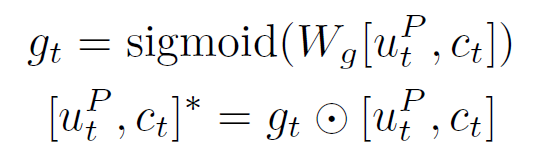 g_t = sigmoid(W_g[u_t^P, c_t])
[u_t^P, c_t]^* = g_t ⊙ [u_t^P, c_t]